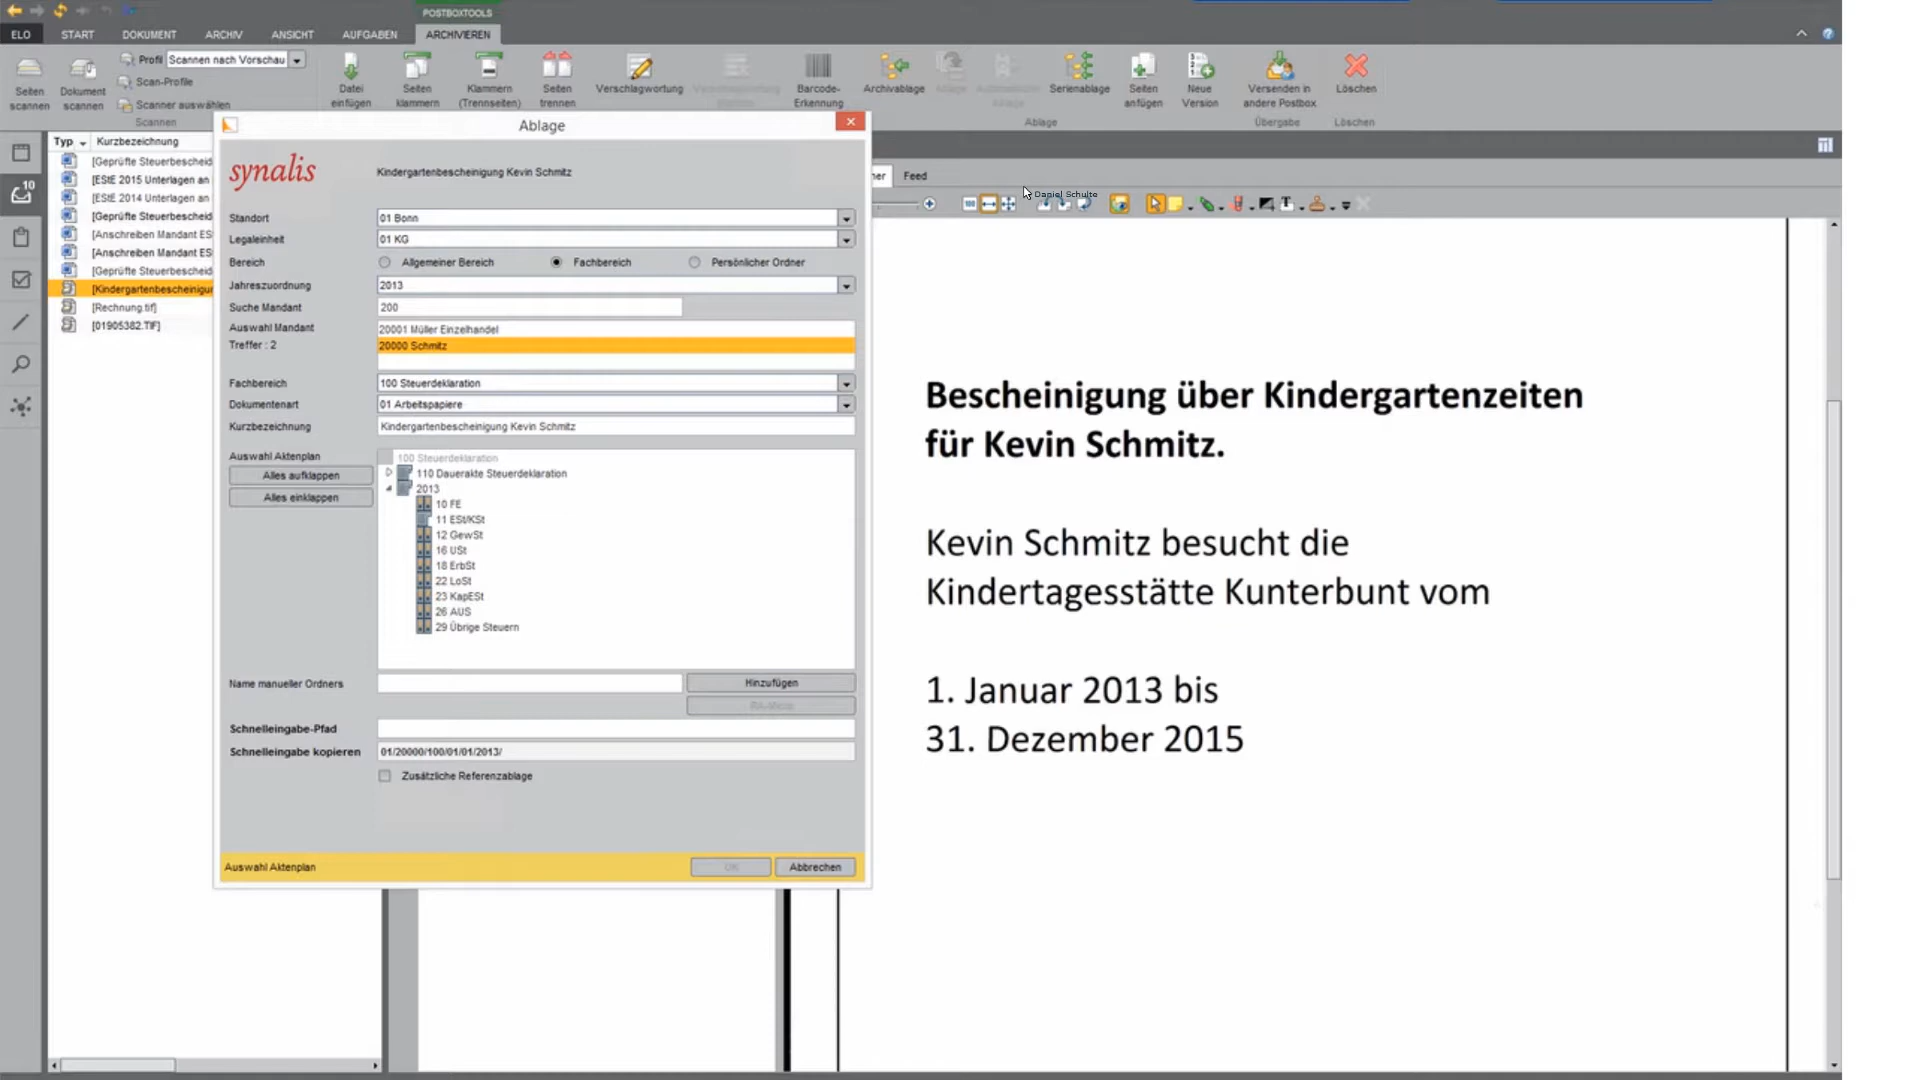 POSTBOXTOOLS
ELO START DOKUMENT ARCHIV ANSICHT AUFGABEN ARCHIVIEREN
Seiten scannen
Dokument scannen
Profil Scannen nach Vorschau
Scan-Profile
Scanner auswählen
Scannen
Datei einfügen
Seiten klammern
Klammern (Trennseiten)
Seiten trennen
Verschlagwortung
Barcode-Erkennung
Archivablage
Serienablage
Seiten anfügen
Neue Version
Ablage
Versenden in andere Postbox
Übergabe
Löschen
Löschen
10
Typ Kurzbezeichnung
[Geprüfte Steuerbescheid
[EStE 2015 Unterlagen an
[EStE 2014 Unterlagen an
[Geprüfte Steuerbescheid
[Anschreiben Mandant ES
[Anschreiben Mandant ES
[Geprüfte Steuerbescheid
[Kindergartenbescheinigur
[Rechnung.tif]
[01905382.TIF]
Ablage
synalis
Kindergartenbescheinigung Kevin Schmitz
Standort 01 Bonn
Legaleinheit 01 KG
Bereich Allgemeiner Bereich Fachbereich Persönlicher Ordner
Jahreszuordnung 2013
Suche Mandant 200
Auswahl Mandant 20001 Müller Einzelhandel
Treffer : 2 20000 Schmitz
Fachbereich 100 Steuerdeklaration
Dokumentenart 01 Arbeitspapiere
Kurzbezeichnung Kindergartenbescheinigung Kevin Schmitz
Auswahl Aktenplan
Alles aufklappen
Alles einklappen
100 Steuerdeklaration
110 Dauerakte Steuerdeklaration
2013
10 FE
11 ESt/KSt
12 GewSt
16 USt
18 ErbSt
22 LoSt
23 KapESt
26 AUS
29 Übrige Steuern
Name manueller Ordners Hinzufügen
Schnelleingabe-Pfad
Schnelleingabe kopieren 01/20000/100/01/01/2013/
Zusätzliche Referenzablage
Auswahl Aktenplan OK Abbrechen
ner Feed
Daniel Schulte
Bescheinigung über Kindergartenzeiten
für Kevin Schmitz.
Kevin Schmitz besucht die
Kindertagesstätte Kunterbunt vom
1. Januar 2013 bis
31. Dezember 2015